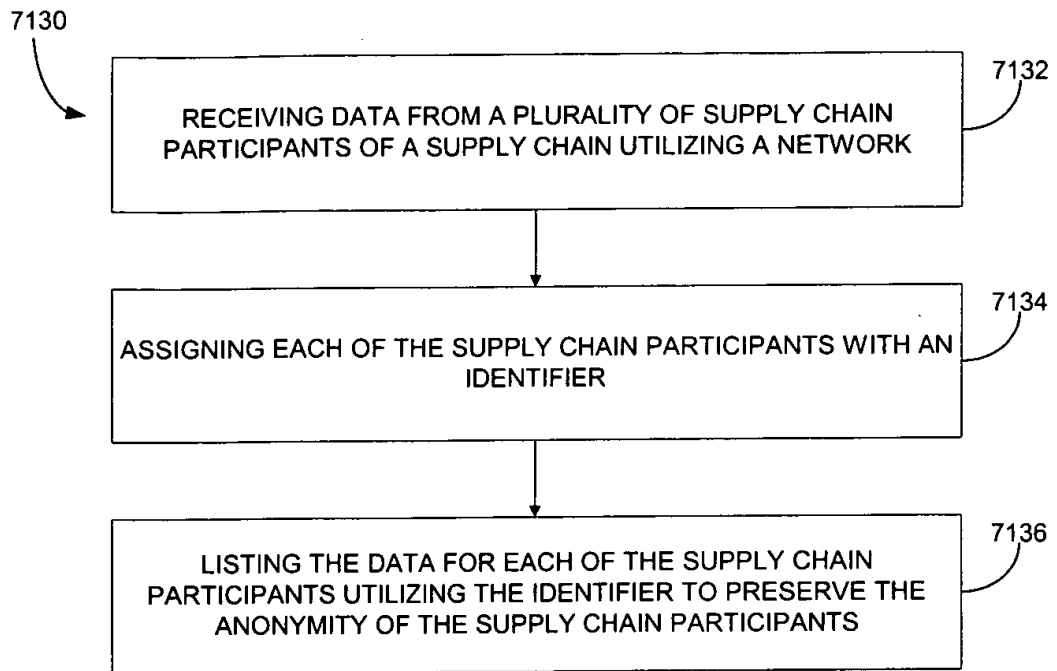 7130
7132
RECEIVING DATA FROM A PLURALITY OF SUPPLY CHAIN
PARTICIPANTS OF A SUPPLY CHAIN UTILIZING A NETWORK
7134
ASSIGNING EACH OF THE SUPPLY CHAIN PARTICIPANTS WITH AN
IDENTIFIER
7136
LISTING THE DATA FOR EACH OF THE SUPPLY CHAIN
PARTICIPANTS UTILIZING THE IDENTIFIER TO PRESERVE THE
ANONYMITY OF THE SUPPLY CHAIN PARTICIPANTS